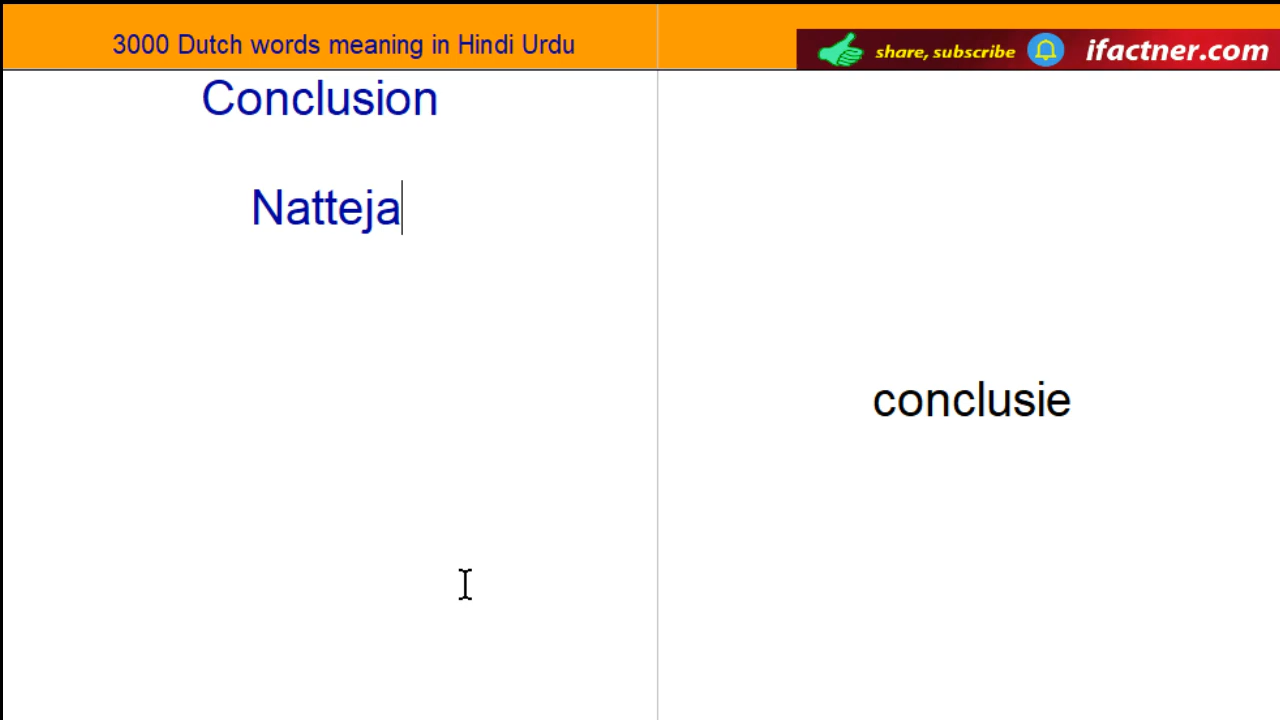 3000 Dutch words meaning in Hindi Urdu
share, subscribe
ifactner.com
Conclusion
Natteja
conclusie